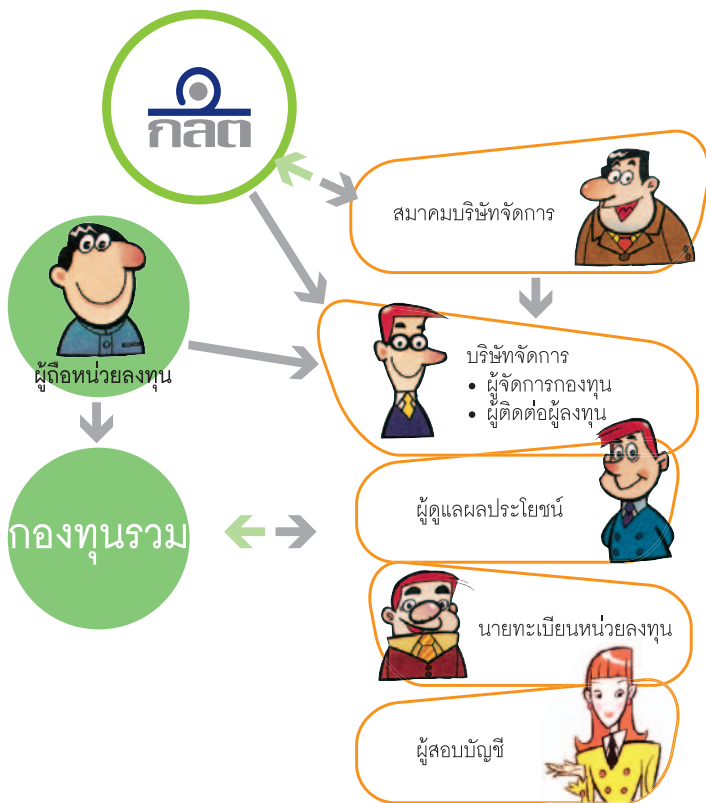 กลต
สมาคมบริษัทจัดการ
ผู้ถือหน่วยลงทุน
บริษัทจัดการ
• ผู้จัดการกองทุน
• ผู้ติดต่อผู้ลงทุน
กองทุนรวม
ผู้ดูแลผลประโยชน์
นายทะเบียนหน่วยลงทุน
ผู้สอบบัญชี